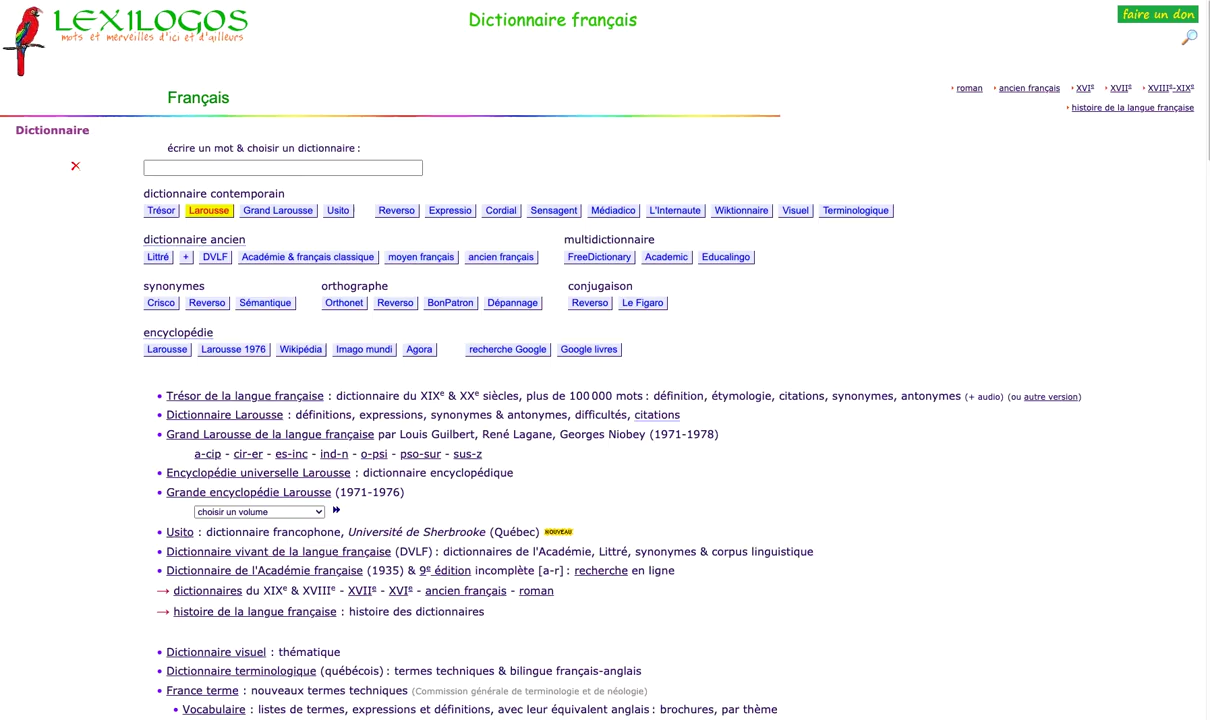 LEXILOGOS
mots et merveilles d'ici et d'ailleurs
Dictionnaire français
faire un don
Français
roman ancien français XVIe XVIIe XVIIIe-XIXe
histoire de la langue française
Dictionnaire
écrire un mot & choisir un dictionnaire :
dictionnaire contemporain
Trésor Larousse Grand Larousse Usito Reverso Expressio Cordial Sensagent Médiadico L'Internaute Wiktionnaire Visuel Terminologique
dictionnaire ancien multidictionnaire
Littré + DVLF Académie & français classique moyen français ancien français FreeDictionary Academic Educalingo
synonymes orthographe conjugaison
Crisco Reverso Sémantique Orthonet Reverso BonPatron Dépannage Reverso Le Figaro
encyclopédie
Larousse Larousse 1976 Wikipédia Imago mundi Agora recherche Google Google livres
• Trésor de la langue française : dictionnaire du XIXe & XXe siècles, plus de 100 000 mots : définition, étymologie, citations, synonymes, antonymes (+ audio) (ou autre version)
• Dictionnaire Larousse : définitions, expressions, synonymes & antonymes, difficultés, citations
• Grand Larousse de la langue française par Louis Guilbert, René Lagane, Georges Niobey (1971-1978)
a-cip - cir-er - es-inc - ind-n - o-psi - pso-sur - sus-z
• Encyclopédie universelle Larousse : dictionnaire encyclopédique
• Grande encyclopédie Larousse (1971-1976)
choisir un volume
• Usito : dictionnaire francophone, Université de Sherbrooke (Québec) NOUVEAU
• Dictionnaire vivant de la langue française (DVLF) : dictionnaires de l'Académie, Littré, synonymes & corpus linguistique
• Dictionnaire de l'Académie française (1935) & 9e édition incomplète [a-r] : recherche en ligne
→ dictionnaires du XIXe & XVIIIe - XVIIe - XVIe - ancien français - roman
→ histoire de la langue française : histoire des dictionnaires
• Dictionnaire visuel : thématique
• Dictionnaire terminologique (québécois) : termes techniques & bilingue français-anglais
• France terme : nouveaux termes techniques (Commission générale de terminologie et de néologie)
• Vocabulaire : listes de termes, expressions et définitions, avec leur équivalent anglais : brochures, par thème